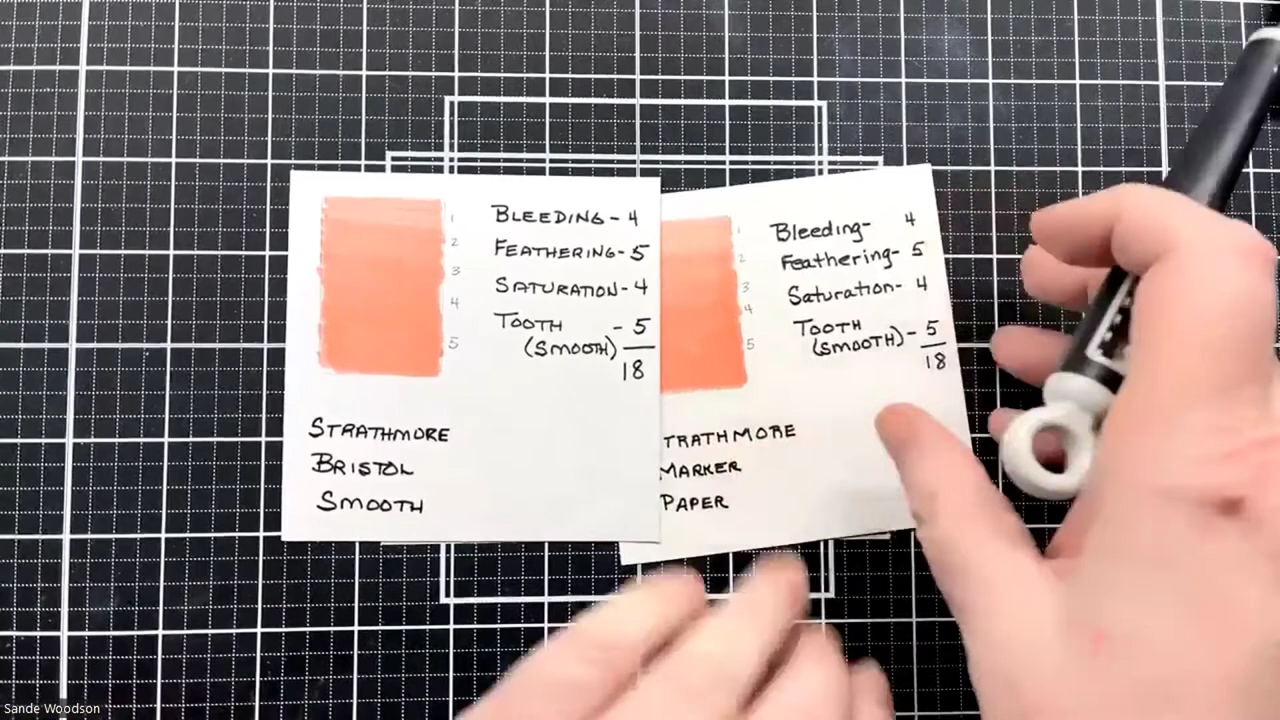 1
2
3
4
5
BLEEDING- 4
FEATHERING- 5
SATURATION- 4
TOOTH - 5
(SMOOTH)
18
STRATHMORE
BRISTOL
SMOOTH
1
2
3
4
5
Bleeding- 4
Feathering- 5
Saturation- 4
TOOTH
(SMOOTH) - 5
18
TRATHMORE
MARKER
PAPER
Sande Woodson